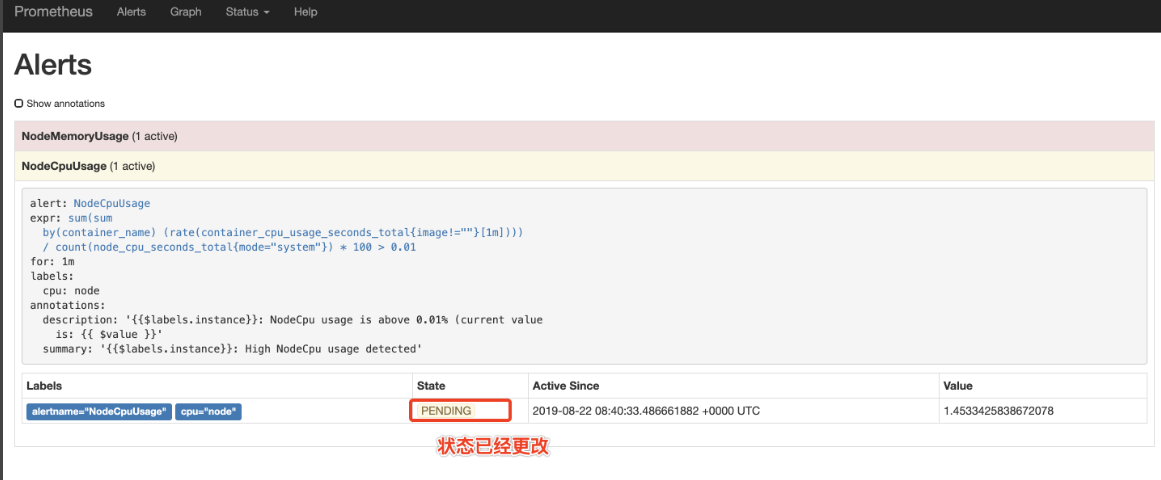 Prometheus Alerts Graph Status Help
Alerts
Show annotations
NodeMemoryUsage (1 active)
NodeCpuUsage (1 active)
alert: NodeCpuUsage
expr: sum(sum
by(container_name) (rate(container_cpu_usage_seconds_total{image!=""}[1m])))
/ count(node_cpu_seconds_total{mode="system"}) * 100 > 0.01
for: 1m
labels:
cpu: node
annotations:
description: '{{$labels.instance}}: NodeCpu usage is above 0.01% (current value
is: {{ $value }}'
summary: '{{$labels.instance}}: High NodeCpu usage detected'
Labels State Active Since Value
alertname="NodeCpuUsage" cpu="node" PENDING 2019-08-22 08:40:33.486661882 +0000 UTC 1.4533425838672078
状态已经更改